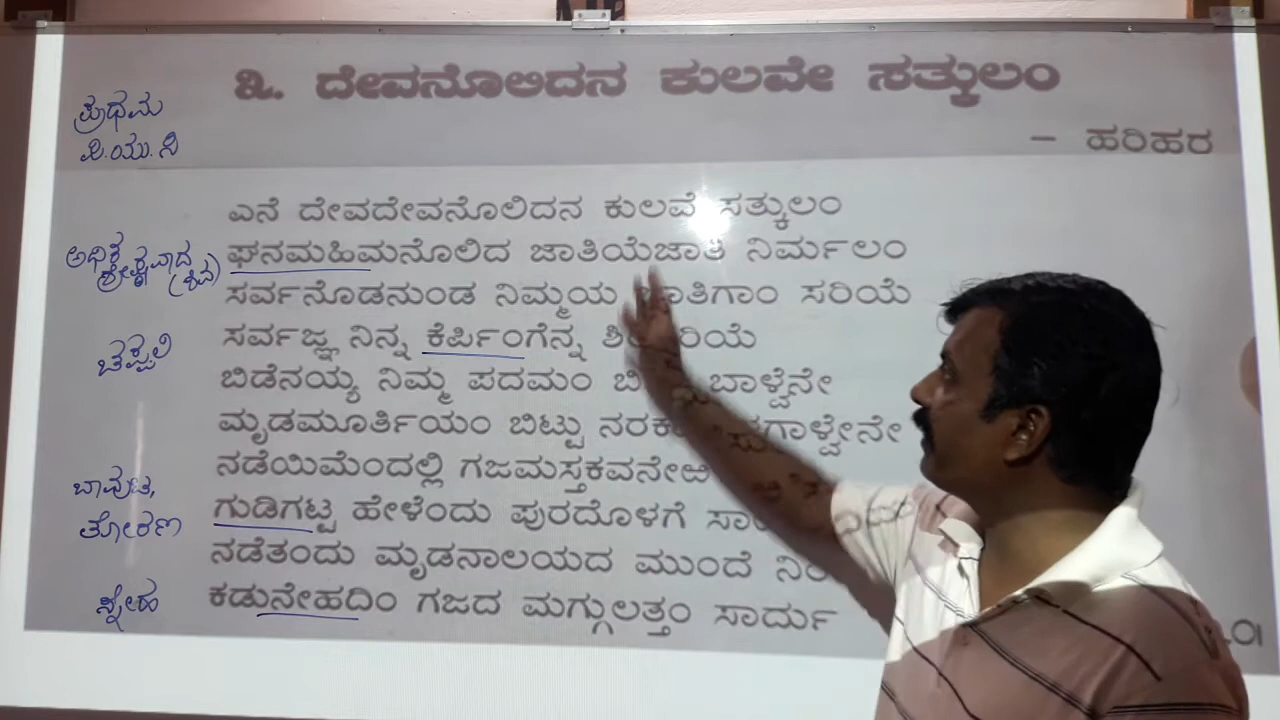 ೩. ದೇವನೊಲಿದನ ಕುಲವೇ ಸತ್ಕುಲಂ
– ಹರಿಹರ
ಪ್ರಥಮ
ಪಿ.ಯು.ಸಿ
ಎನೆ ದೇವದೇವನೊಲಿದನ ಕುಲವೆ ಸತ್ಕುಲಂ
ಘನಮಹಿಮನೊಲಿದ ಜಾತಿಯೆಜಾತಿ ನಿರ್ಮಲಂ
ಅಧಿಕ
ಶ್ರೇಷ್ಠವಾದ
(ಶಿವ)
ಸರ್ವನೊಡನುಂಡ ನಿಮ್ಮಯ ಜಾತಿಗಾಂ ಸರಿಯೆ
ಸರ್ವಜ್ಞ ನಿನ್ನ ಕೆರ್ಪಿಂಗೆನ್ನ
ಚಪ್ಪಲಿ
ಬಿಡೆನಯ್ಯ ನಿಮ್ಮ ಪದಮಂ ಬಾಳ್ವೆನೇ
ಮೃಡಮೂರ್ತಿಯಂ ಬಿಟ್ಟು
ನಡೆಯಿಮೆಂದಲ್ಲಿ ಗಜಮಸ್ತಕವನೇಱಿ
ಗುಡಿಗಟ್ಟ ಹೇಳೆಂದು ಪುರದೊಳಗೆ
ಬಾವುಟ,
ತೋರಣ
ನಡೆತಂದು ಮೃಡನಾಲಯದ ಮುಂದೆ
ಕಡುನೇಹದಿಂ ಗಜದ ಮಗ್ಗುಲತ್ತಂ ಸಾರ್ದು
ಸ್ನೇಹ